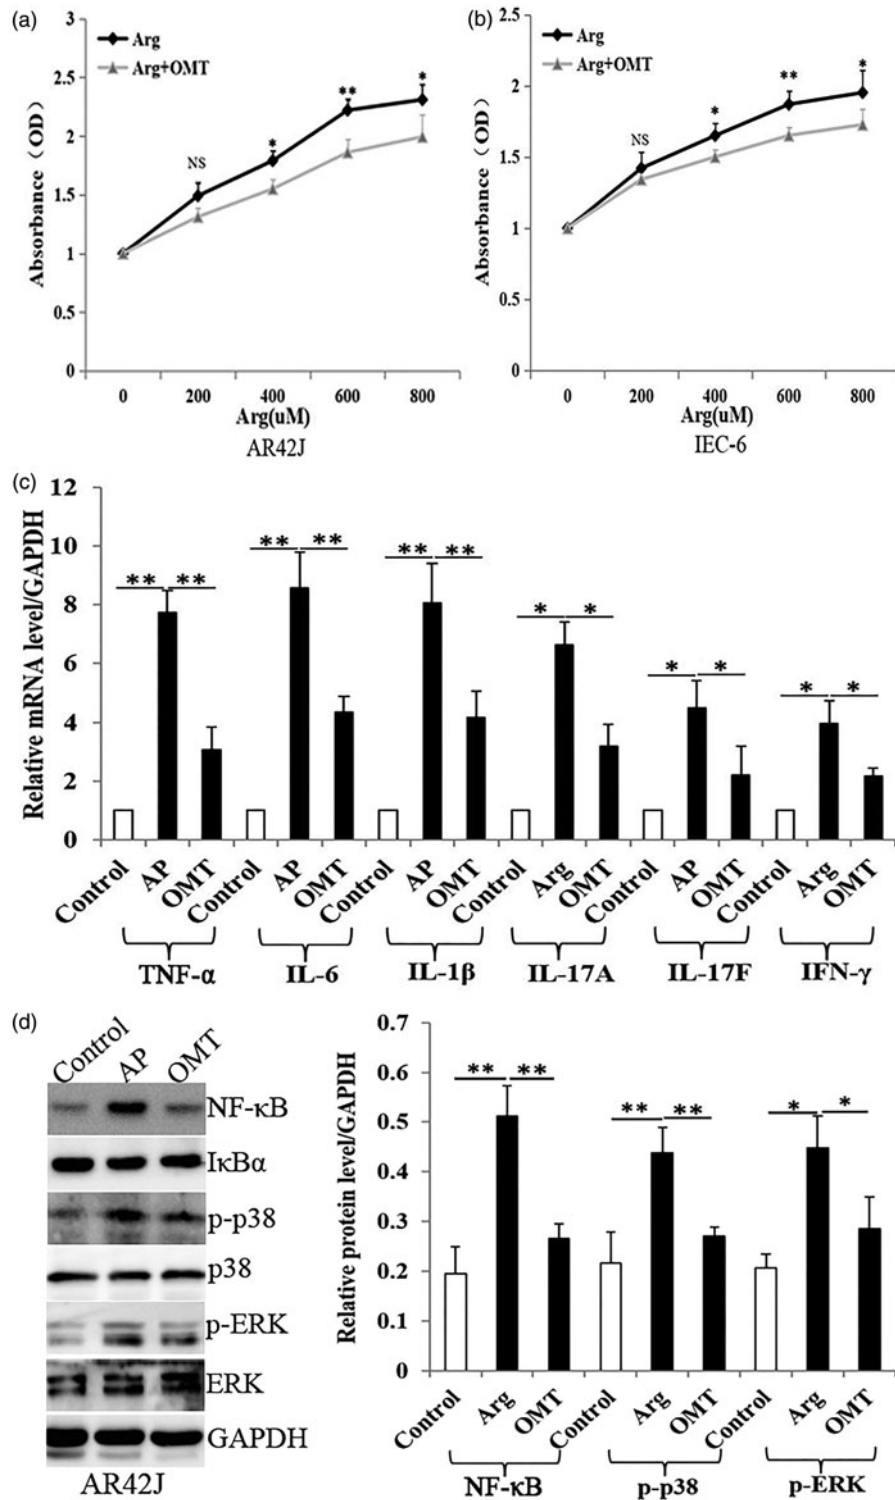 (a)
3
2.5
2
1.5
1
0.5
0
Absorbance (OD)
Arg
Arg+OMT
NS
*
**
*
0 200 400 600 800
Arg(uM)
AR42J
(b)
2.5
2
1.5
1
0.5
0
Absorbance (OD)
Arg
Arg+OMT
NS
*
**
*
0 200 400 600 800
Arg(uM)
IEC-6
(c)
12
10
8
6
4
2
0
Relative mRNA level/GAPDH
** ** ** ** ** ** * * * * * *
Control AP OMT Control AP OMT Control AP OMT Control Arg OMT Control AP OMT Control Arg OMT
TNF-α IL-6 IL-1β IL-17A IL-17F IFN-γ
(d)
Control AP OMT
NF-κB
IκBα
p-p38
p38
p-ERK
ERK
GAPDH
AR42J
0.7
0.6
0.5
0.4
0.3
0.2
0.1
0
Relative protein level/GAPDH
** ** ** ** * *
Control Arg OMT Control Arg OMT Control Arg OMT
NF-κB p-p38 p-ERK